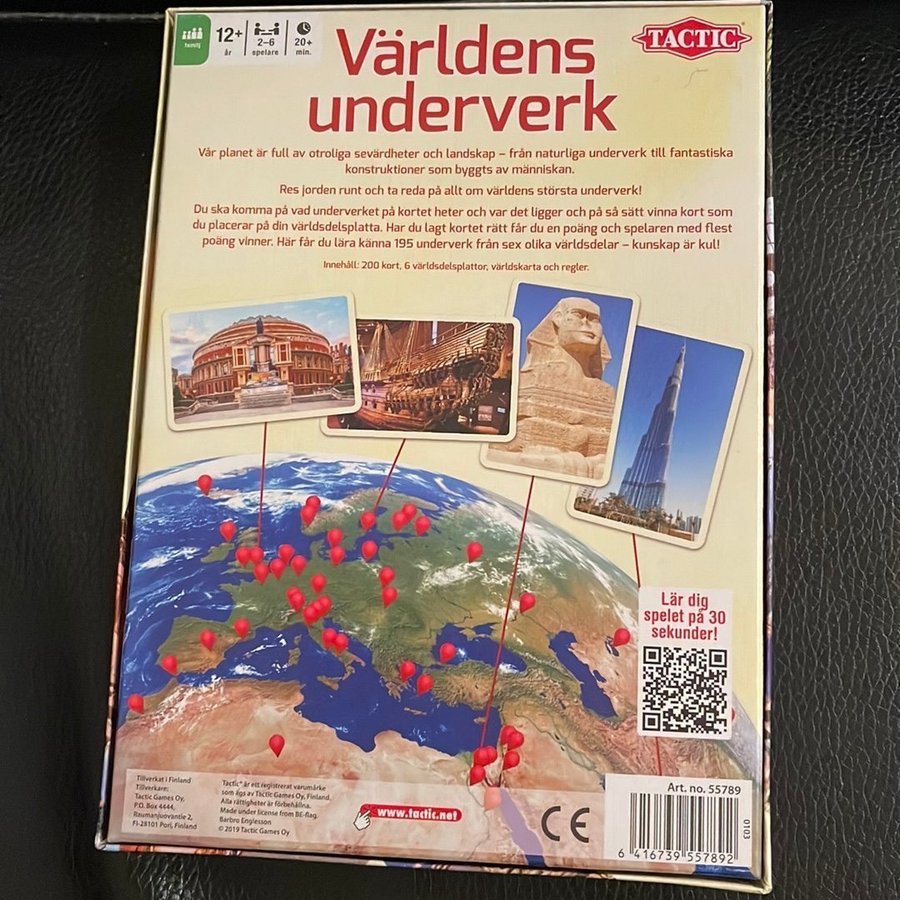 familj
12+
år
2–6
spelare
20+
min.
TACTIC
Världens
underverk
Vår planet är full av otroliga sevärdheter och landskap – från naturliga underverk till fantastiska
konstruktioner som byggts av människan.
Res jorden runt och ta reda på allt om världens största underverk!
Du ska komma på vad underverket på kortet heter och var det ligger och på så sätt vinna kort som
du placerar på din världsdelsplatta. Har du lagt kortet rätt får du en poäng och spelaren med flest
poäng vinner. Här får du lära känna 195 underverk från sex olika världsdelar – kunskap är kul!
Innehåll: 200 kort, 6 världsdelsplattor, världskarta och regler.
Lär dig
spelet på 30
sekunder!
Tillverkat i Finland
Tillverkare:
Tactic Games Oy,
P.O. Box 4444,
Raumanjuovantie 2,
FI-28101 Pori, Finland
Tactic® är ett registrerat varumärke
som ägs av Tactic Games Oy, Finland.
Alla rättigheter är förbehållna.
Made under license from BE-flag.
Barbro Englesson
© 2019 Tactic Games Oy
www.tactic.net
CE
Art. no. 55789
0103
6 416739 557892